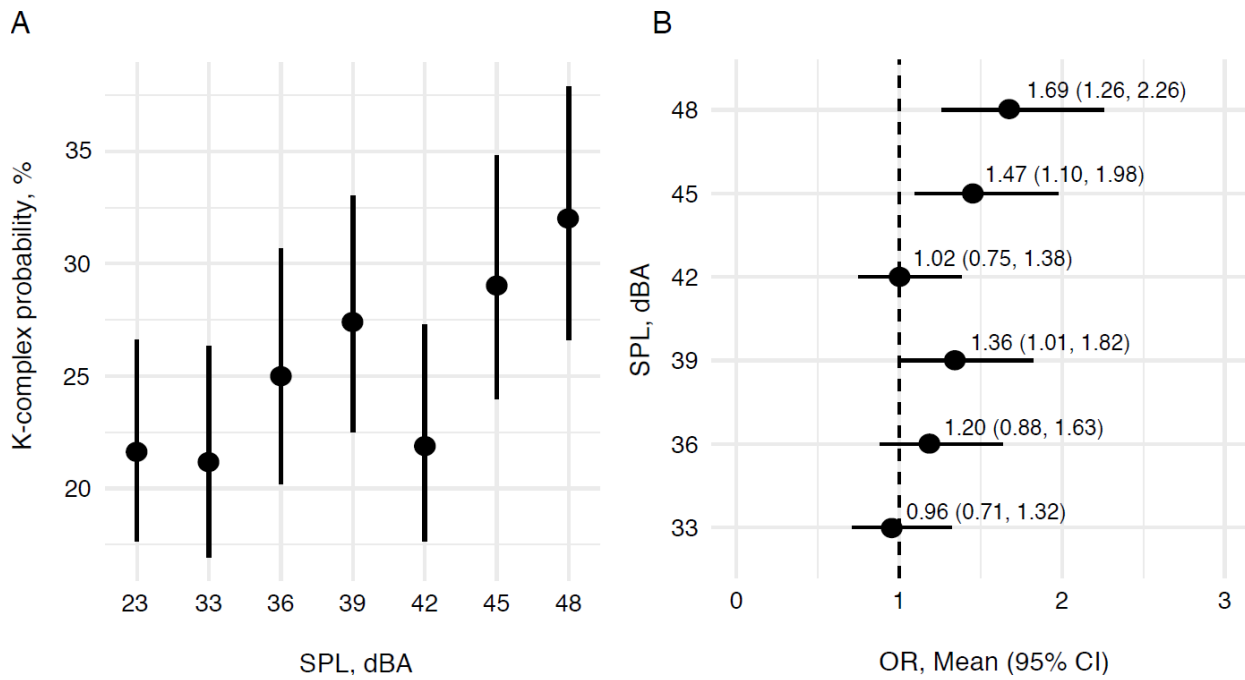 A
K-complex probability, %
35
30
25
20
23 33 36 39 42 45 48
SPL, dBA
B
SPL, dBA
48
45
42
39
36
33
1.69 (1.26, 2.26)
1.47 (1.10, 1.98)
1.02 (0.75, 1.38)
1.36 (1.01, 1.82)
1.20 (0.88, 1.63)
0.96 (0.71, 1.32)
0 1 2 3
OR, Mean (95% CI)